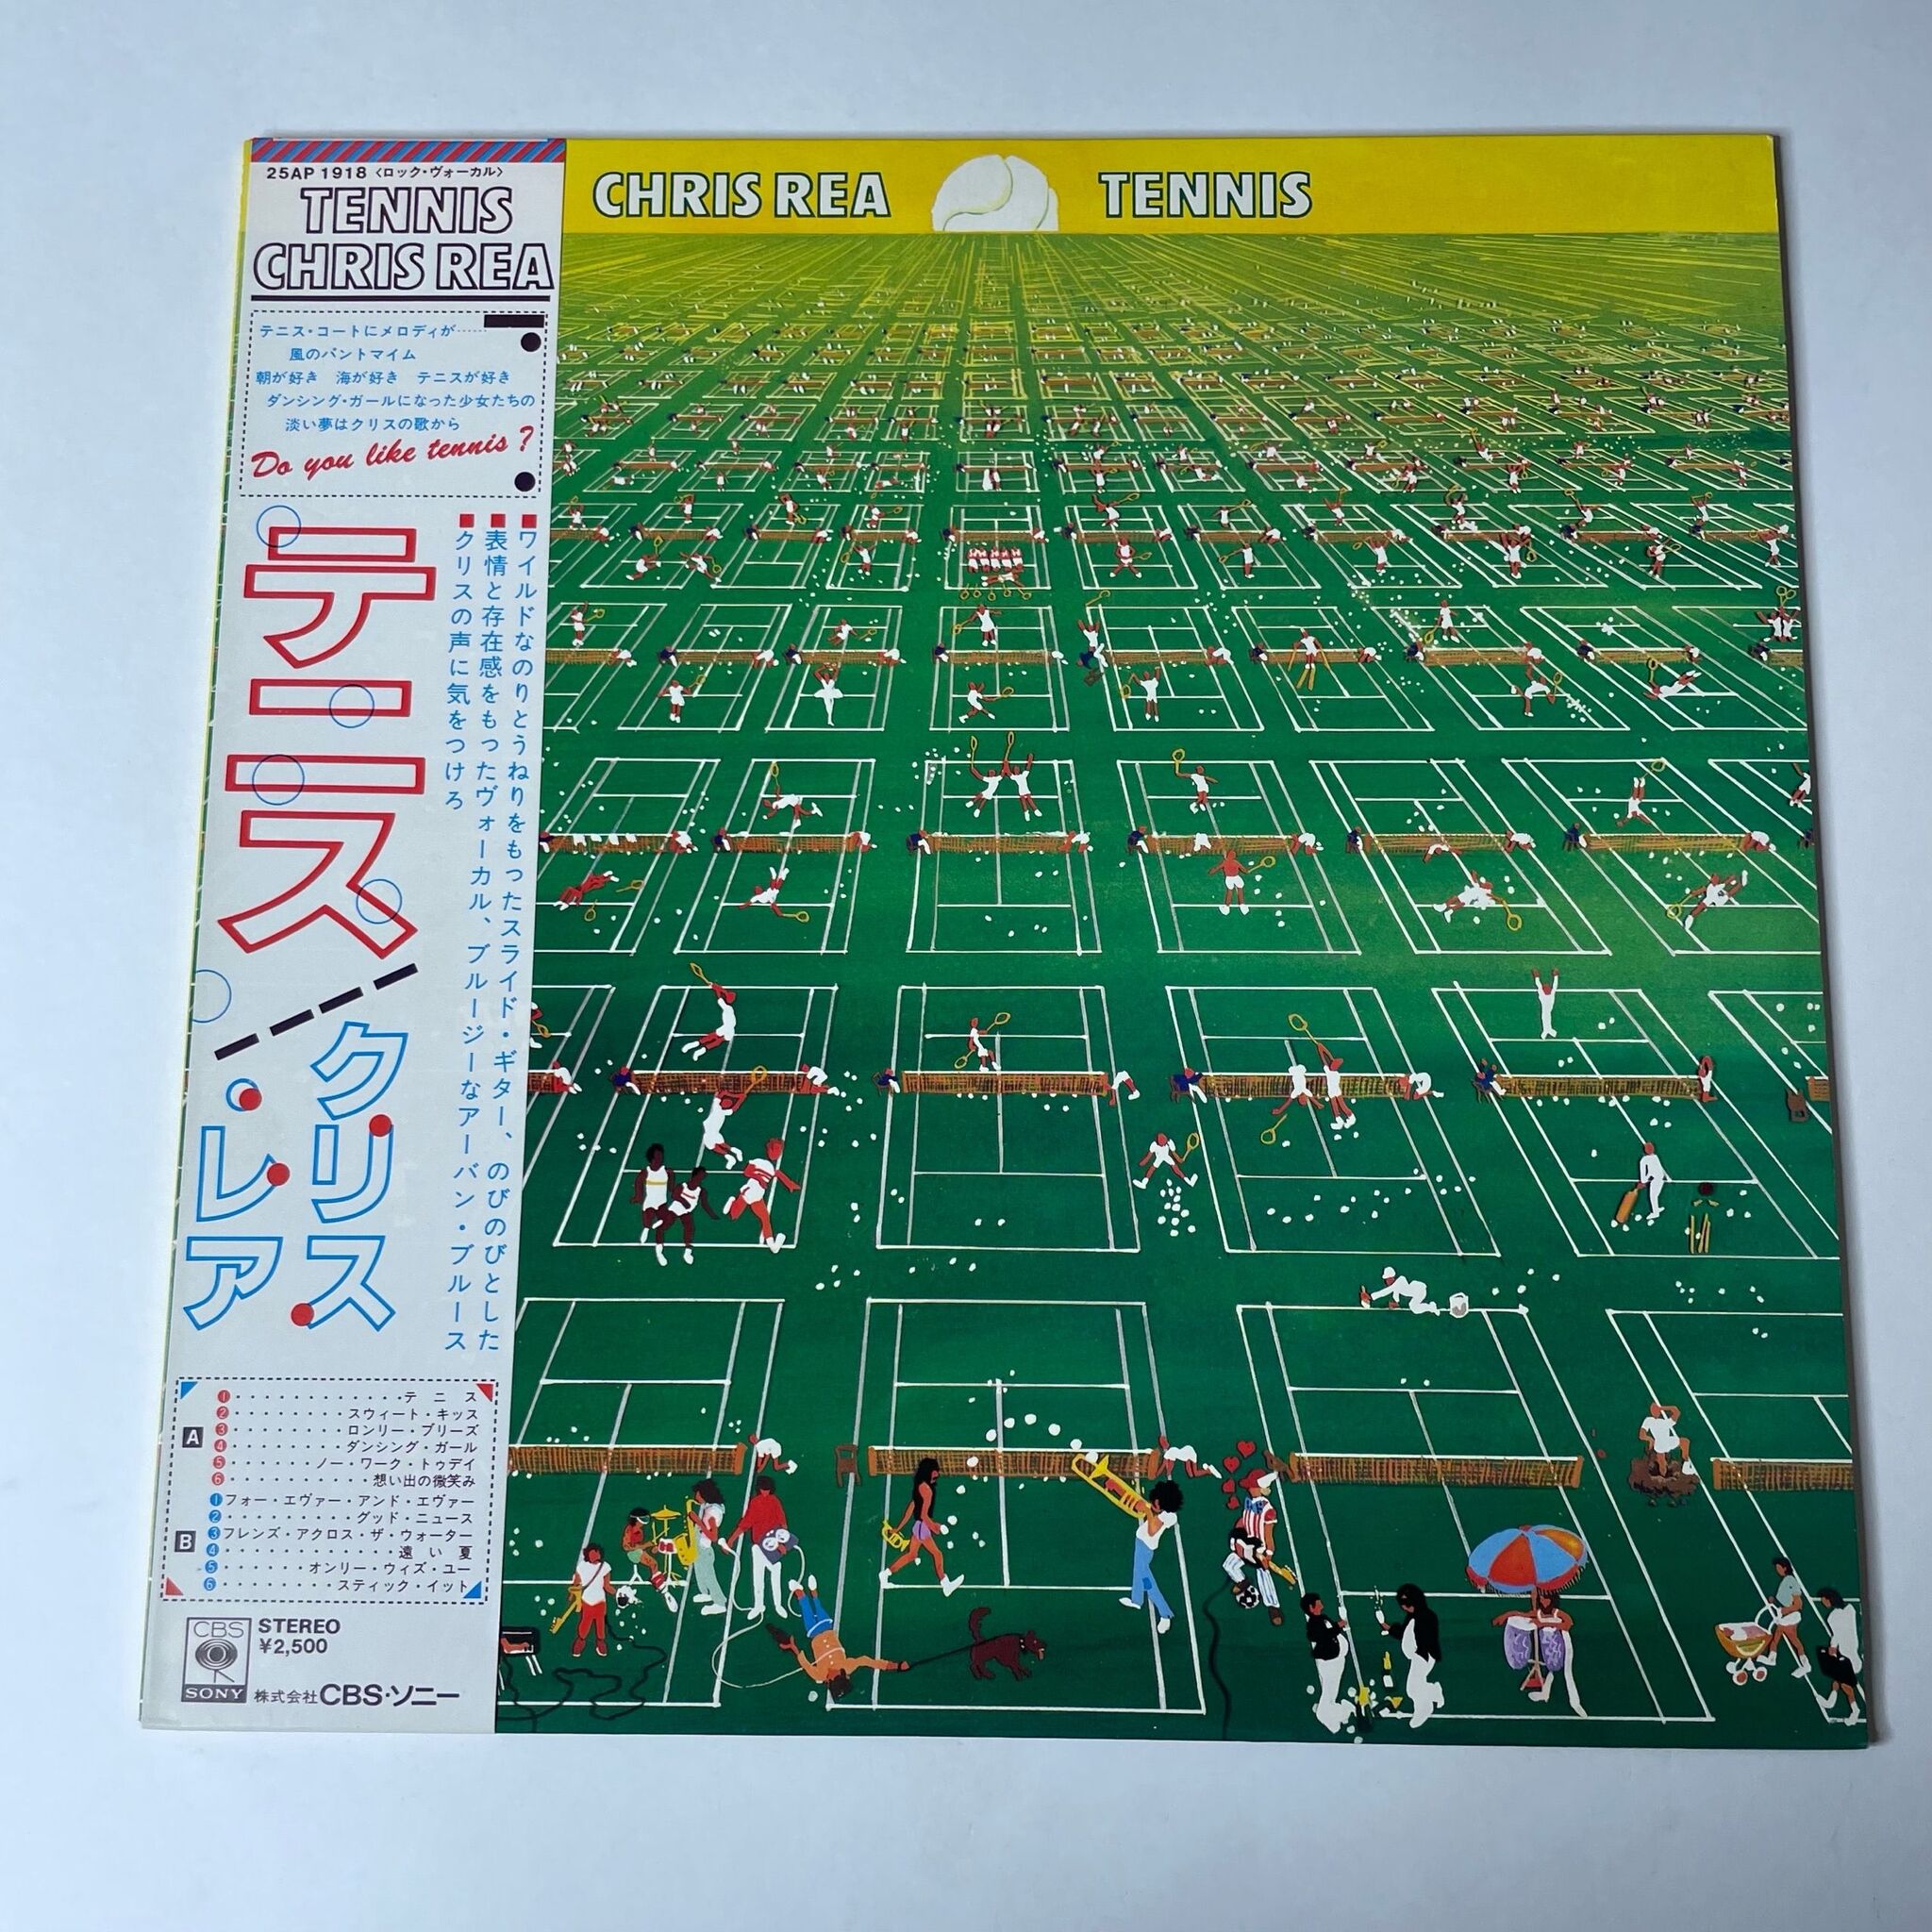 25AP 1918 〈ロック・ヴォーカル〉
TENNIS
CHRIS REA
テニス・コートにメロディが……
風のパントマイム
朝が好き 海が好き テニスが好き
ダンシング・ガールになった少女たちの
淡い夢はクリスの歌から
Do you like tennis?
■ワイルドなのりとうねりをもったスライド・ギター、のびのびとした
■表情と存在感をもったヴォーカル、ブルージーなアーバン・ブルース
■クリスの声に気をつけろ
テニス
クリス
・レア
A
1・・・・・・・・・・・・テニス
2・・・・・・・・スウィート・キッス
3・・・・・・・・ロンリー・ブリーズ
4・・・・・・・・ダンシング・ガール
5・・・・・・ノー・ワーク・トゥデイ
6・・・・・・・・・・想い出の微笑み
B
1フォー・エヴァー・アンド・エヴァー
2・・・・・・・・・グッド・ニュース
3フレンズ・アクロス・ザ・ウォーター
4・・・・・・・・・・・・遠い夏
5・・・・・・・オンリー・ウィズ・ユー
6・・・・・・・・・スティック・イット
CBS
SONY
STEREO
¥2,500
株式会社CBS・ソニー
CHRIS REA TENNIS